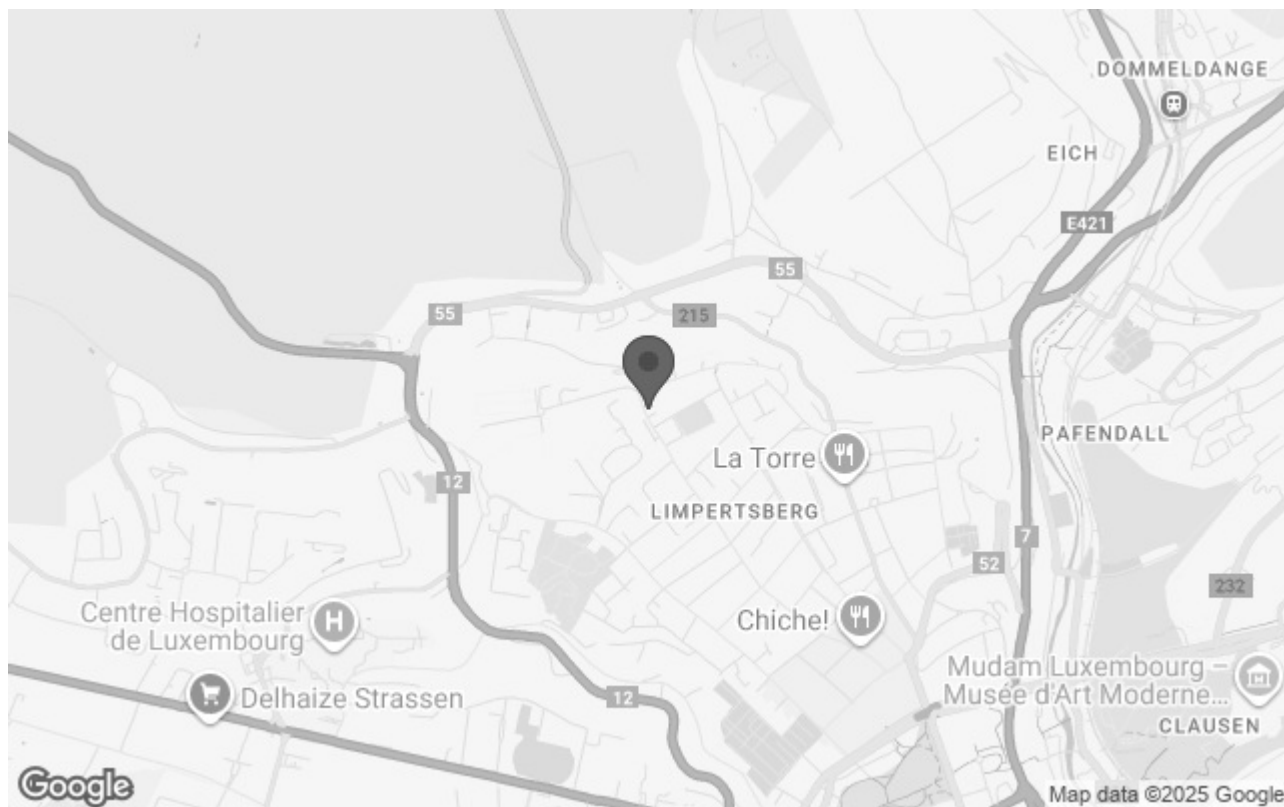 DOMMELDANGE
EICH
E421
55
55
215
La Torre
PAFENDALL
12
LIMPERTSBERG
7
52
232
Centre Hospitalier
de Luxembourg
Chiche!
Mudam Luxembourg –
Musée d'Art Moderne...
Delhaize Strassen
12
CLAUSEN
Google
Map data ©2025 Google